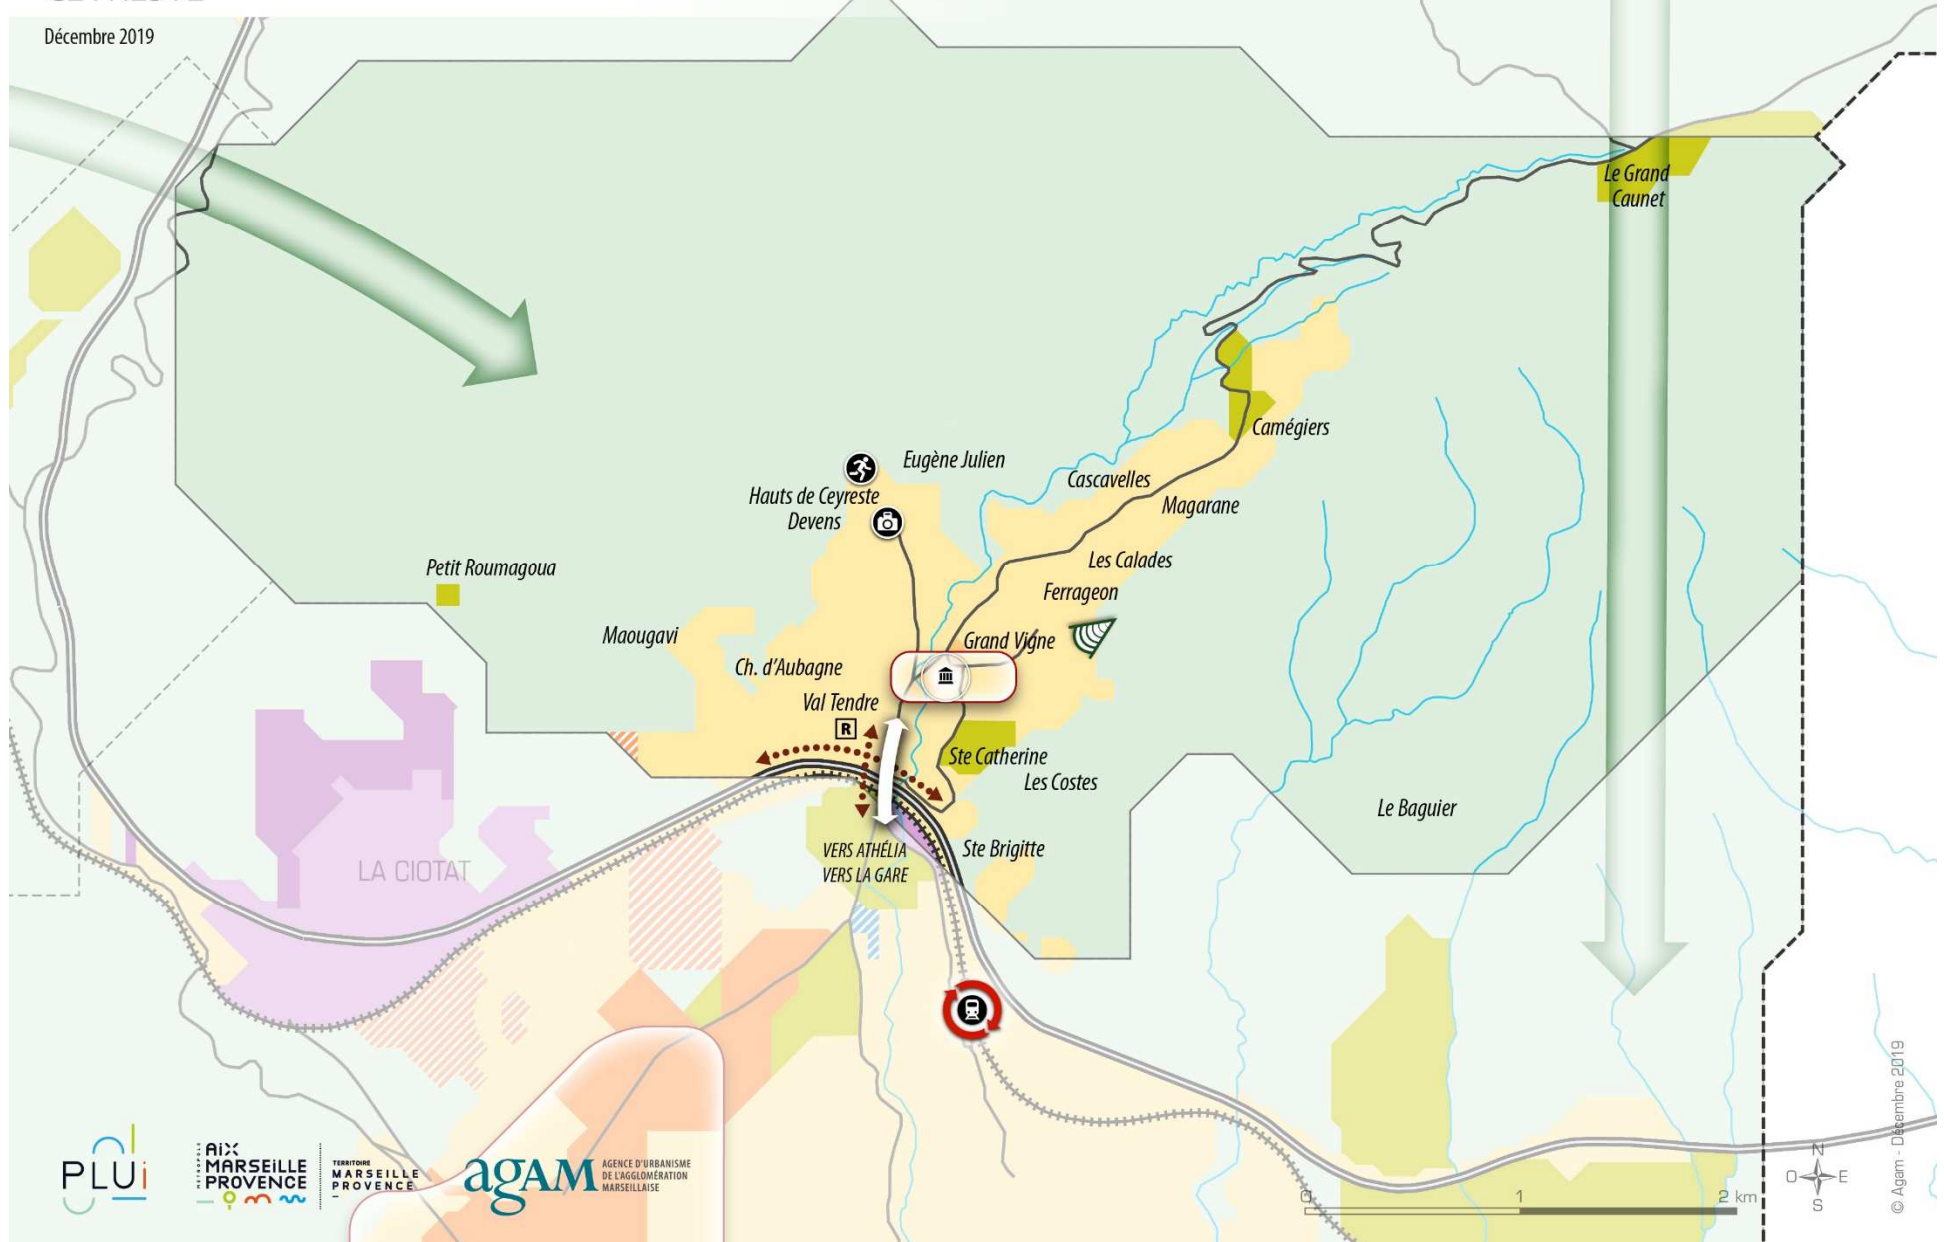 Décembre 2019
Le Grand
Caunet
Camégiers
Eugène Julien
Cascavelles
Hauts de Ceyreste
Devens
Magarane
Les Calades
Petit Roumagoua
Ferrageon
Maougavi
Grand Vigne
Ch. d'Aubagne
Val Tendre
R
Ste Catherine
Les Costes
Le Baguier
VERS ATHÉLIA
VERS LA GARE
Ste Brigitte
LA CIOTAT
PLUi
MÉTROPOLE
AIX
MARSEILLE
PROVENCE
TERRITOIRE
MARSEILLE
PROVENCE
agAM
AGENCE D'URBANISME
DE L'AGGLOMÉRATION
MARSEILLAISE
0 1 2 km
N
O E
S
© Agam - Décembre 2019